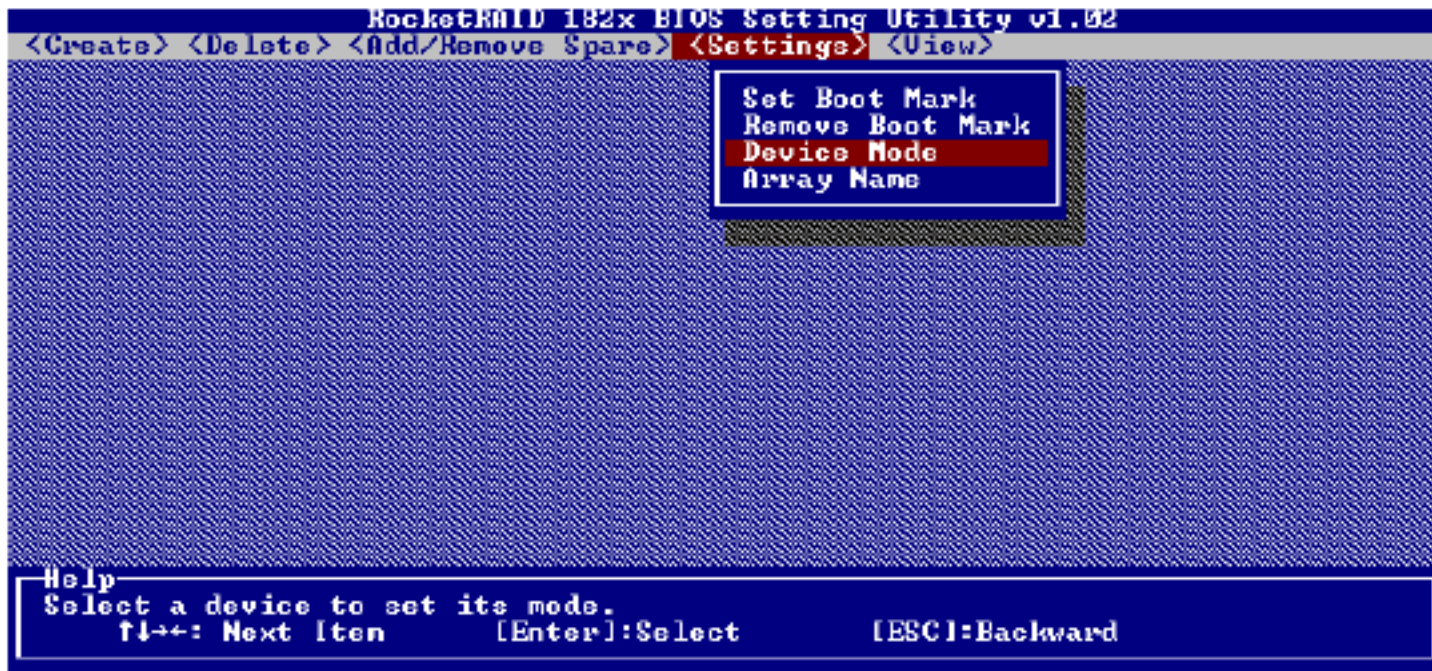 RocketRAID 182x BIOS Setting Utility v1.02
<Create> <Delete> <Add/Remove Spare> <Settings> <View>
Set Boot Mark
Remove Boot Mark
Device Mode
Array Name
Help
Select a device to set its mode.
↑↓→←: Next Item [Enter]:Select [ESC]:Backward